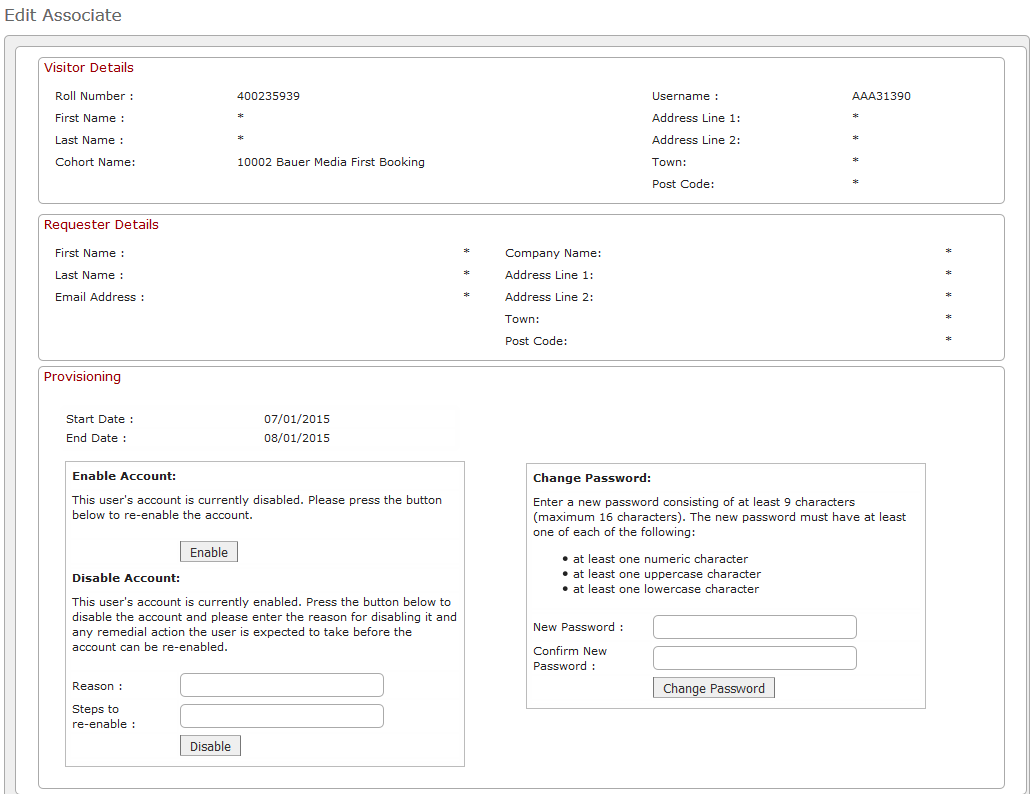 Edit Associate
Visitor Details
Roll Number : 400235939 Username : AAA31390
First Name : * Address Line 1: *
Last Name : * Address Line 2: *
Cohort Name: 10002 Bauer Media First Booking Town: *
Post Code: *
Requester Details
First Name : * Company Name: *
Last Name : * Address Line 1: *
Email Address : * Address Line 2: *
Town: *
Post Code: *
Provisioning
Start Date : 07/01/2015
End Date : 08/01/2015
Enable Account:
This user's account is currently disabled. Please press the button
below to re-enable the account.
Enable
Disable Account:
This user's account is currently enabled. Press the button below to
disable the account and please enter the reason for disabling it and
any remedial action the user is expected to take before the
account can be re-enabled.
Reason :
Steps to
re-enable :
Disable
Change Password:
Enter a new password consisting of at least 9 characters
(maximum 16 characters). The new password must have at least
one of each of the following:
• at least one numeric character
• at least one uppercase character
• at least one lowercase character
New Password :
Confirm New
Password :
Change Password